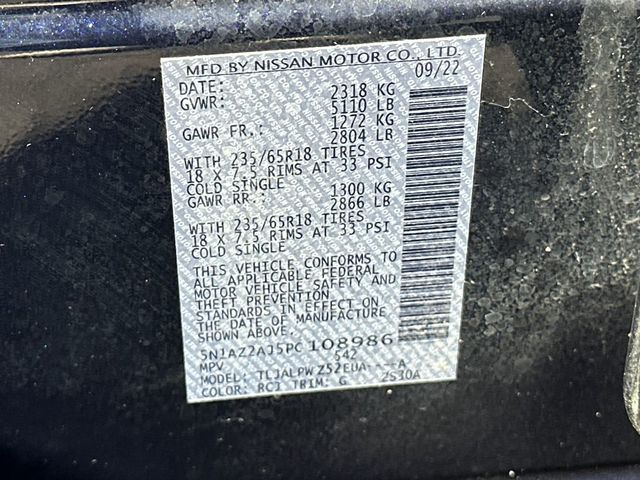 MFD BY NISSAN MOTOR CO., LTD.
DATE: 09/22
GVWR: 2318 KG
5110 LB
GAWR FR.: 1272 KG
2804 LB
WITH 235/65R18 TIRES
18 X 7.5 RIMS AT 33 PSI
COLD SINGLE
GAWR RR.: 1300 KG
2866 LB
WITH 235/65R18 TIRES
18 X 7.5 RIMS AT 33 PSI
COLD SINGLE
THIS VEHICLE CONFORMS TO
ALL APPLICABLE FEDERAL
MOTOR VEHICLE SAFETY AND
THEFT PREVENTION
STANDARDS IN EFFECT ON
THE DATE OF MANUFACTURE
SHOWN ABOVE.
5N1AZ2AJ5PC108986
MPV 542
MODEL: TLJALPWZ52EUA----A
COLOR: RCJ TRIM: G ZS10A